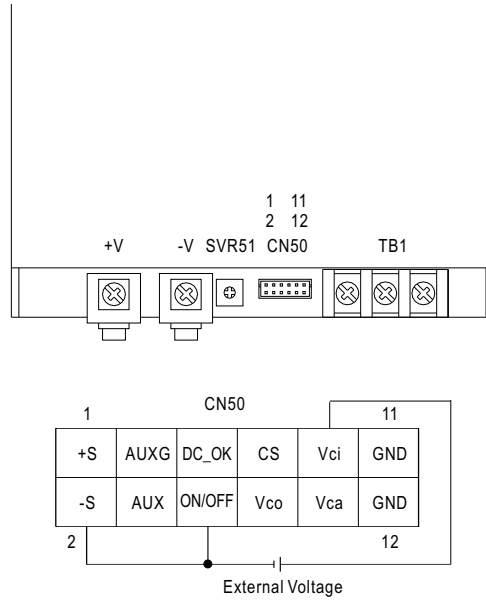 1 11
2 12
+V -V SVR51 CN50 TB1
CN50
1 11
+S AUXG DC_OK CS Vci GND
-S AUX ON/OFF Vco Vca GND
2 12
External Voltage